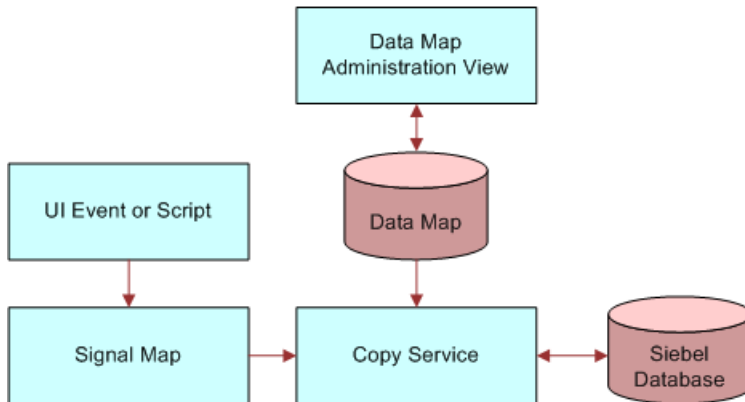 Data Map
Administration View
UI Event or Script
Data Map
Signal Map
Copy Service
Siebel
Database